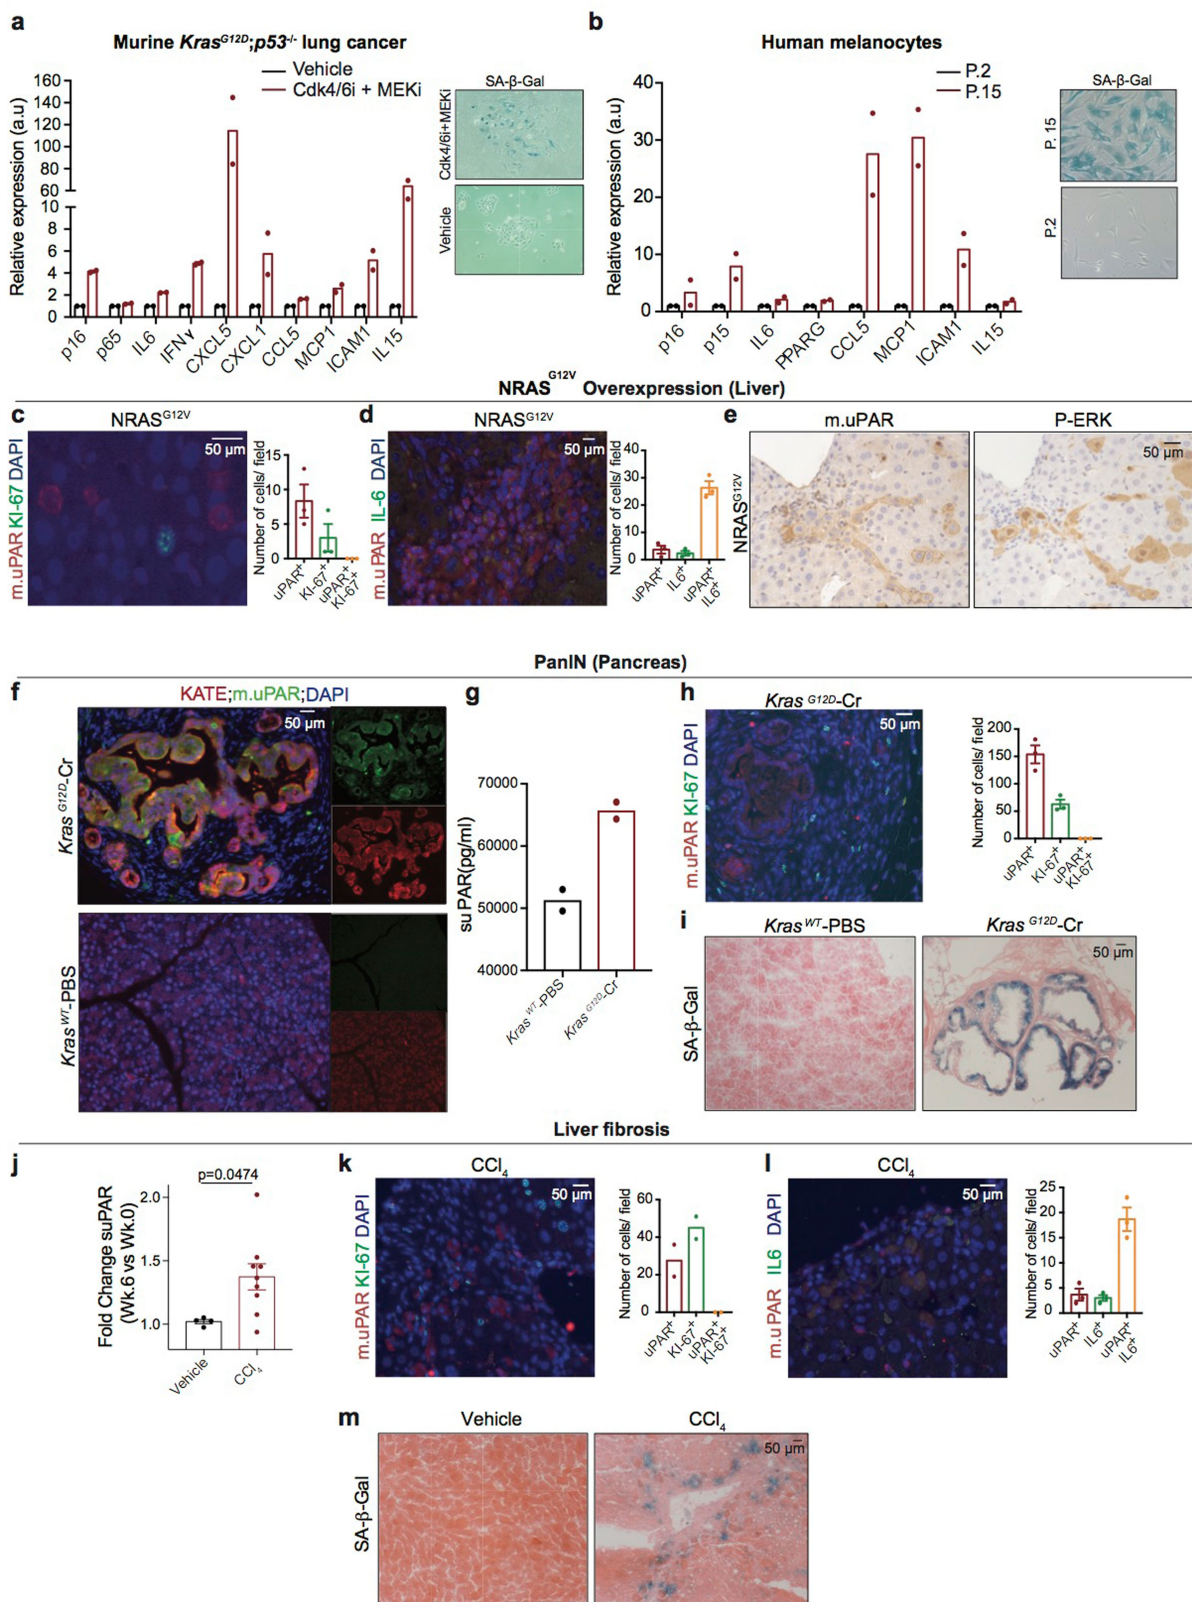 a
Murine Kras^G12D;p53^-/- lung cancer
Vehicle
Cdk4/6i + MEKi
Relative expression (a.u)
160
140
120
100
80
60
10
8
6
4
2
0
p16
p65
IL6
IFNγ
CXCL5
CXCL1
CCL5
MCP1
ICAM1
IL15
SA-β-Gal
Cdk4/6i+MEKi
Vehicle
b
Human melanocytes
P.2
P.15
Relative expression (a.u)
40
30
20
10
0
p16
p15
IL6
PPARG
CCL5
MCP1
ICAM1
IL15
SA-β-Gal
P. 15
P.2
NRAS^G12V Overexpression (Liver)
c
NRAS^G12V
m.uPAR KI-67 DAPI
50 µm
Number of cells/ field
15
10
5
0
uPAR+
KI-67+
uPAR+
KI-67+
d
NRAS^G12V
m.uPAR IL-6 DAPI
50 µm
Number of cells/ field
40
30
20
10
0
uPAR+
IL6+
uPAR+
IL6+
e
m.uPAR
P-ERK
NRAS^G12V
50 µm
PanIN (Pancreas)
f
KATE;m.uPAR;DAPI
Kras^G12D-Cr
50 µm
Kras^WT-PBS
g
suPAR(pg/ml)
70000
60000
50000
40000
Kras^WT-PBS
Kras^G12D-Cr
h
Kras^G12D-Cr
m.uPAR KI-67 DAPI
50 µm
Number of cells/ field
200
150
100
50
0
uPAR+
KI-67+
uPAR+
KI-67+
i
Kras^WT-PBS
Kras^G12D-Cr
SA-β-Gal
50 µm
Liver fibrosis
j
p=0.0474
Fold Change suPAR
(Wk.6 vs Wk.0)
2.0
1.5
1.0
Vehicle
CCl4
k
CCl4
m.uPAR KI-67 DAPI
50 µm
Number of cells/ field
60
40
20
0
uPAR+
KI-67+
uPAR+
KI-67+
l
CCl4
m.uPAR IL6 DAPI
50 µm
Number of cells/ field
25
20
15
10
5
0
uPAR+
IL6+
uPAR+
IL6+
m
Vehicle
CCl4
SA-β-Gal
50 µm